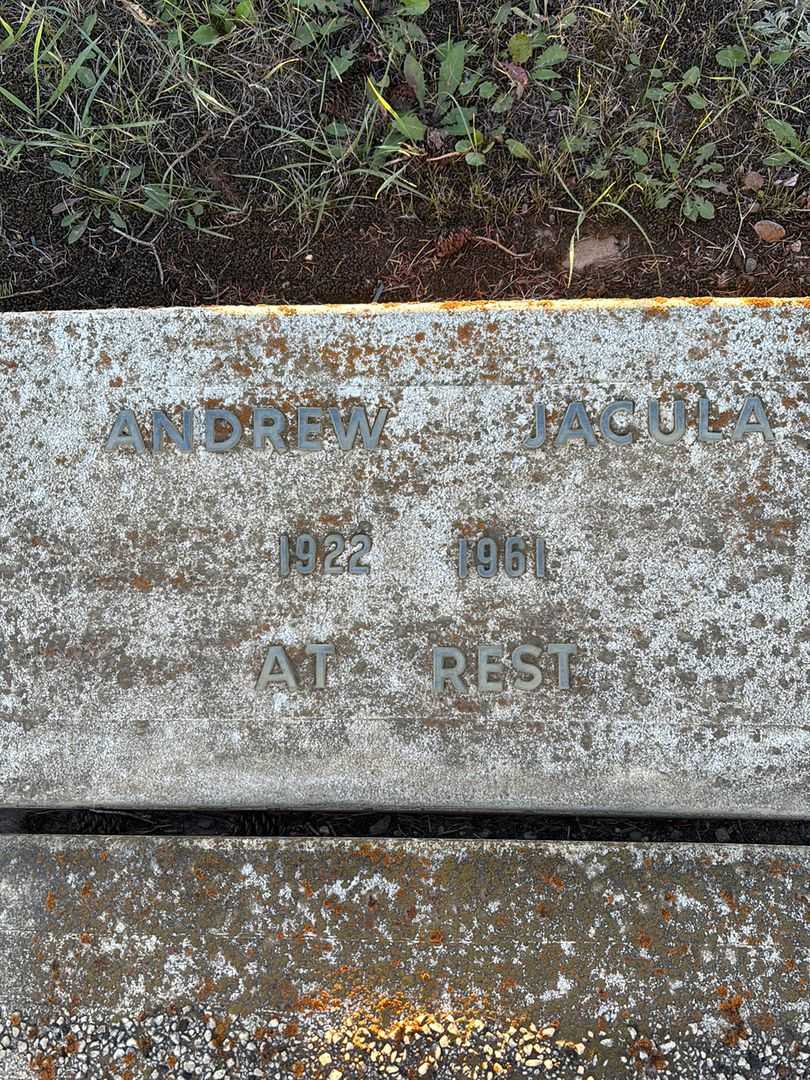 ANDREW JACULA
1922 1961
AT REST